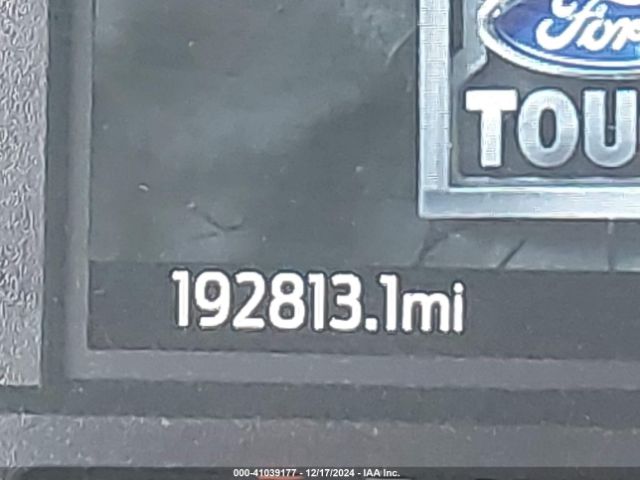 Ford
TOU
192813.1mi
000-41039177 - 12/17/2024 - IAA Inc.